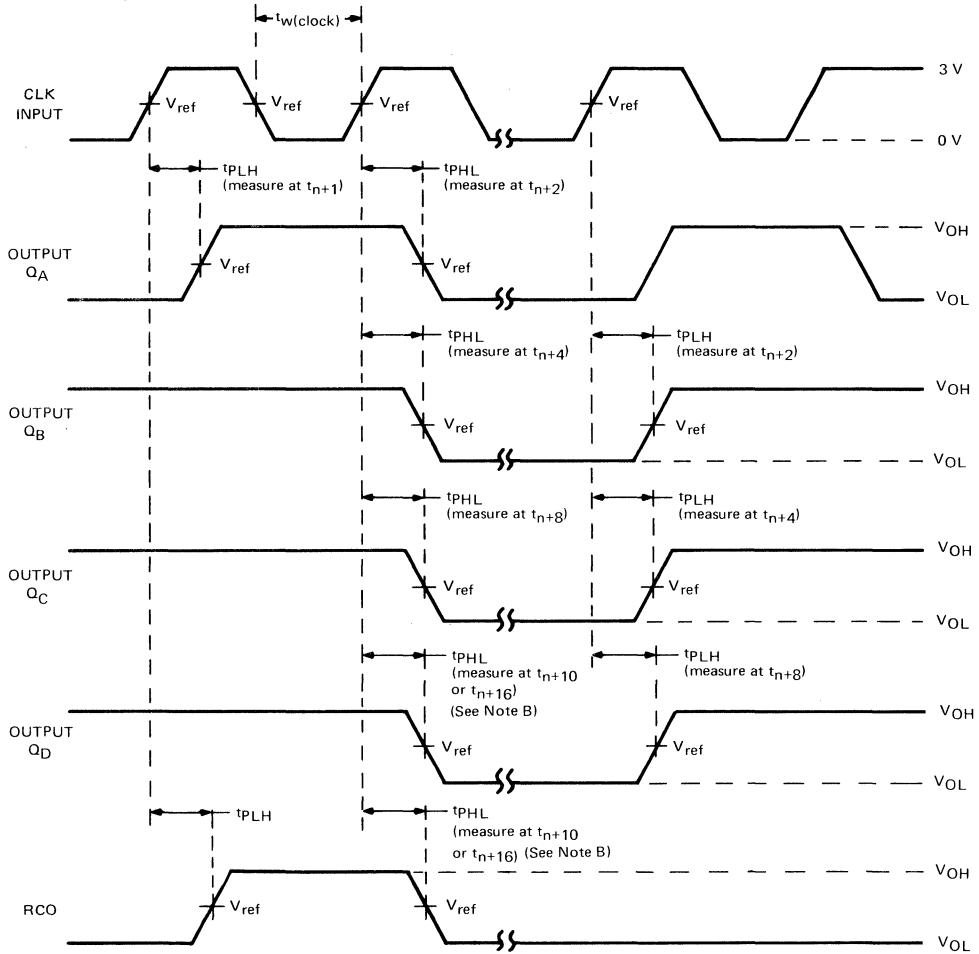 tw(clock)
CLK
INPUT
Vref
Vref
Vref
Vref
3 V
0 V
tPLH
(measure at tn+1)
tPHL
(measure at tn+2)
OUTPUT
QA
Vref
Vref
VOH
VOL
tPHL
(measure at tn+4)
tPLH
(measure at tn+2)
OUTPUT
QB
Vref
Vref
VOH
VOL
tPHL
(measure at tn+8)
tPLH
(measure at tn+4)
OUTPUT
QC
Vref
Vref
VOH
VOL
tPHL
(measure at tn+10
or tn+16)
(See Note B)
tPLH
(measure at tn+8)
OUTPUT
QD
Vref
Vref
VOH
VOL
tPLH
tPHL
(measure at tn+10
or tn+16) (See Note B)
RCO
Vref
Vref
VOH
VOL